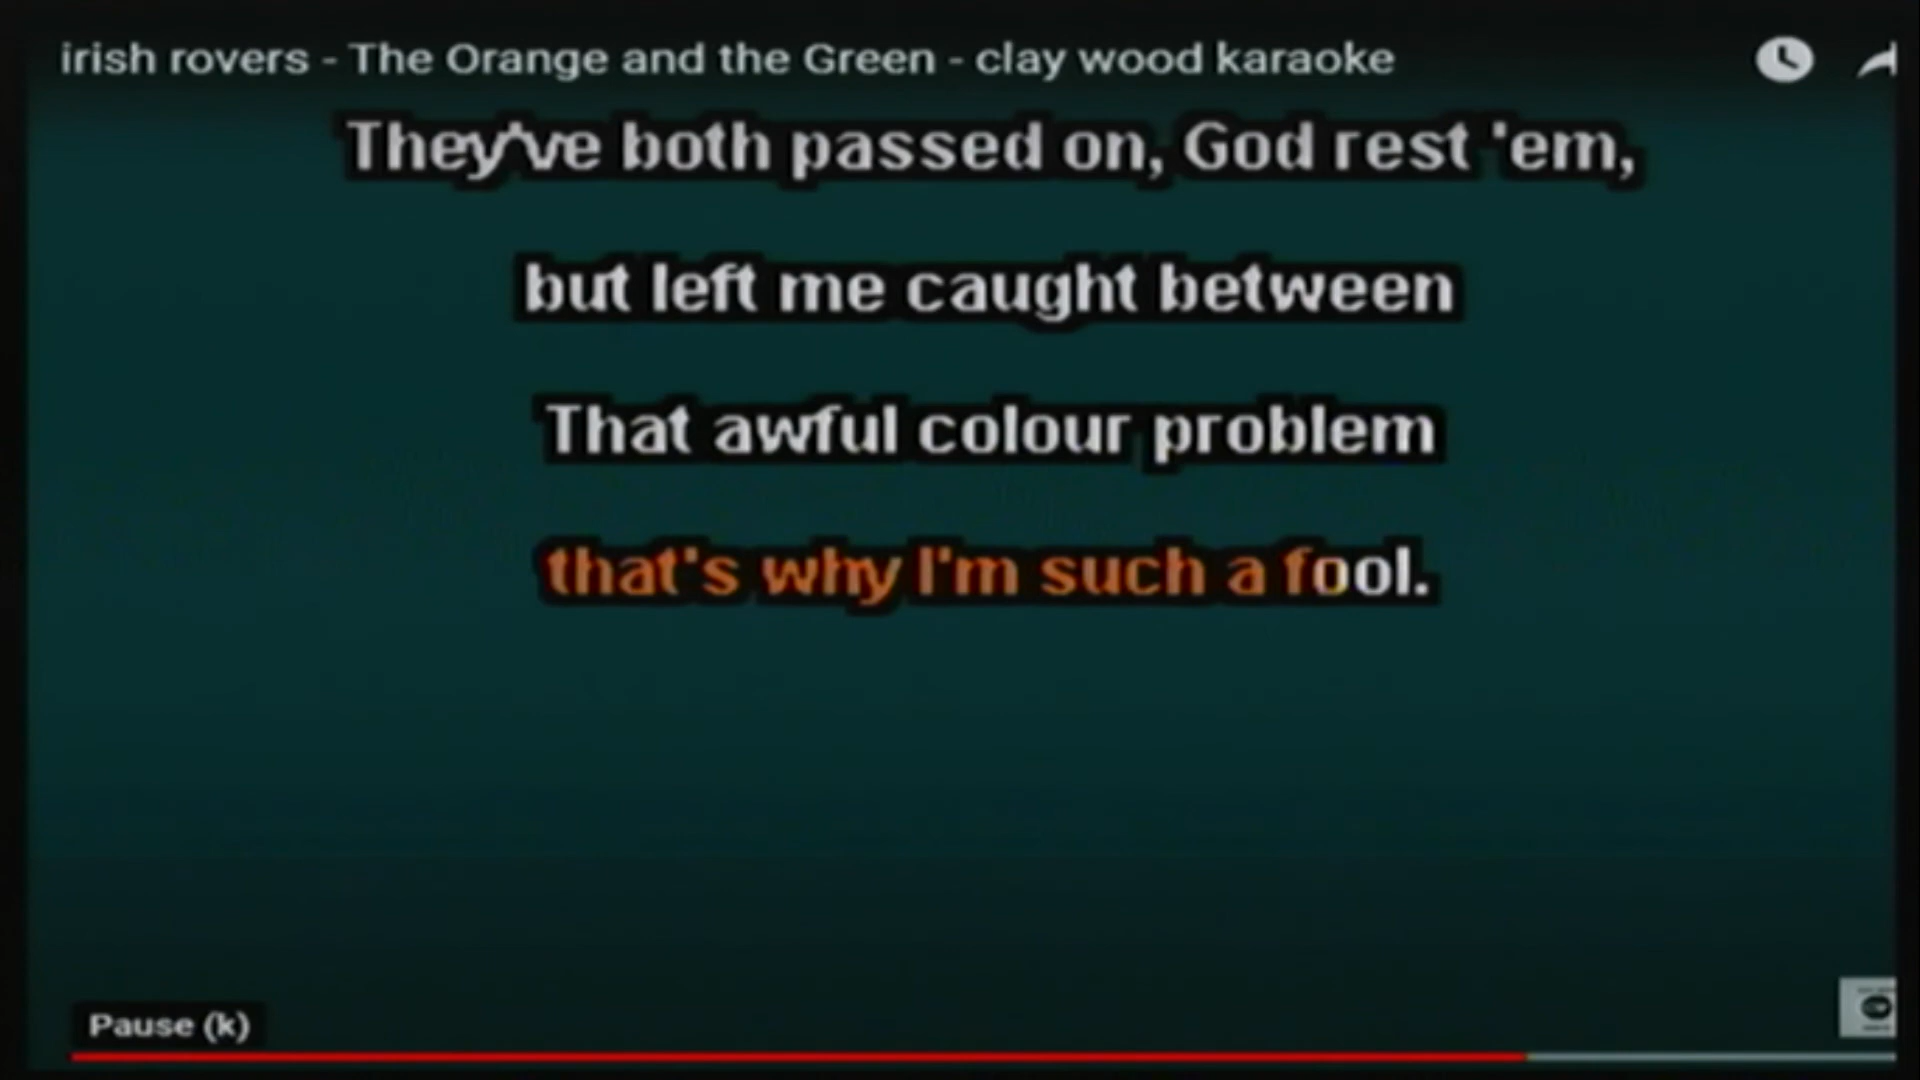 irish rovers - The Orange and the Green - clay wood karaoke
They've both passed on, God rest 'em,
but left me caught between
That awful colour problem
that's why I'm such a fool.
Pause (k)